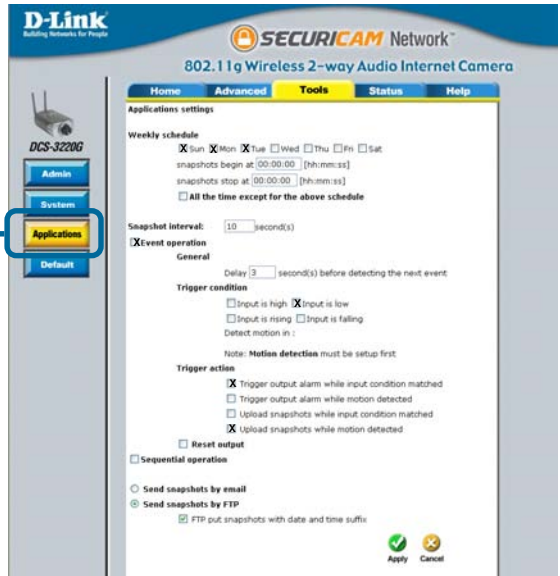 D-Link
Building Networks for People
SECURICAM Network™
802.11g Wireless 2-way Audio Internet Camera
Home Advanced Tools Status Help
DCS-3220G
Admin
System
Applications
Default
Applications settings
Weekly schedule
X Sun X Mon X Tue Wed Thu Fri Sat
snapshots begin at 00:00:00 [hh:mm:ss]
snapshots stop at 00:00:00 [hh:mm:ss]
All the time except for the above schedule
Snapshot interval: 10 second(s)
X Event operation
General
Delay 3 second(s) before detecting the next event
Trigger condition
Input is high X Input is low
Input is rising Input is falling
Detect motion in :
Note: Motion detection must be setup first
Trigger action
X Trigger output alarm while input condition matched
Trigger output alarm while motion detected
Upload snapshots while input condition matched
X Upload snapshots while motion detected
Reset output
Sequential operation
Send snapshots by email
Send snapshots by FTP
FTP put snapshots with date and time suffix
Apply Cancel